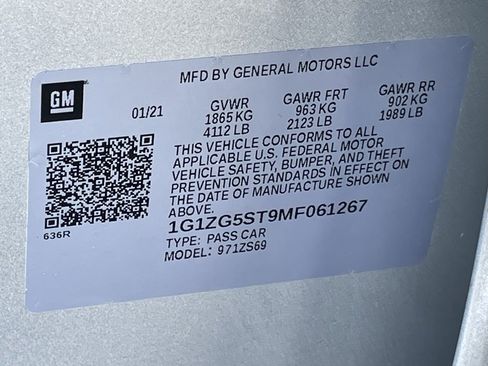 MFD BY GENERAL MOTORS LLC
GM
01/21
GVWR GAWR FRT GAWR RR
1865 KG 963 KG 902 KG
4112 LB 2123 LB 1989 LB
THIS VEHICLE CONFORMS TO ALL
APPLICABLE U.S. FEDERAL MOTOR
VEHICLE SAFETY, BUMPER, AND THEFT
PREVENTION STANDARDS IN EFFECT ON
THE DATE OF MANUFACTURE SHOWN
ABOVE.
636R
1G1ZG5ST9MF061267
TYPE: PASS CAR
MODEL: 971ZS69